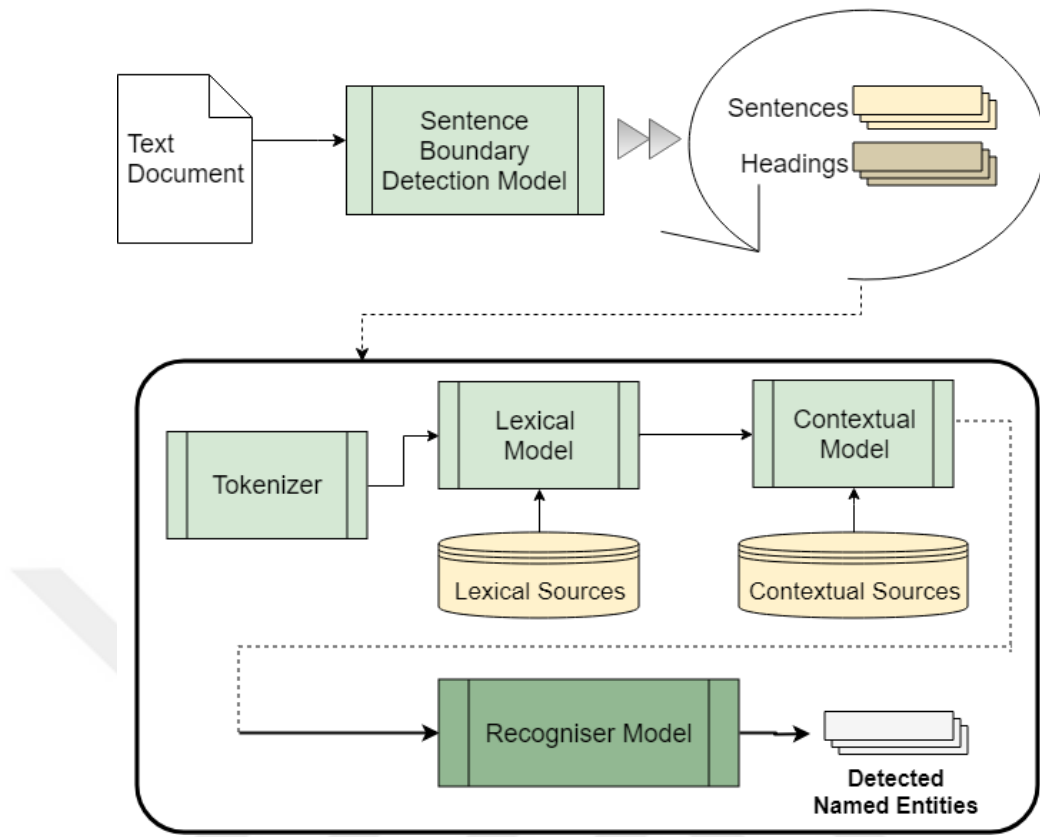 Text
Document
Sentence
Boundary
Detection Model
Sentences
Headings
Tokenizer
Lexical
Model
Contextual
Model
Lexical Sources
Contextual Sources
Recogniser Model
Detected
Named Entities